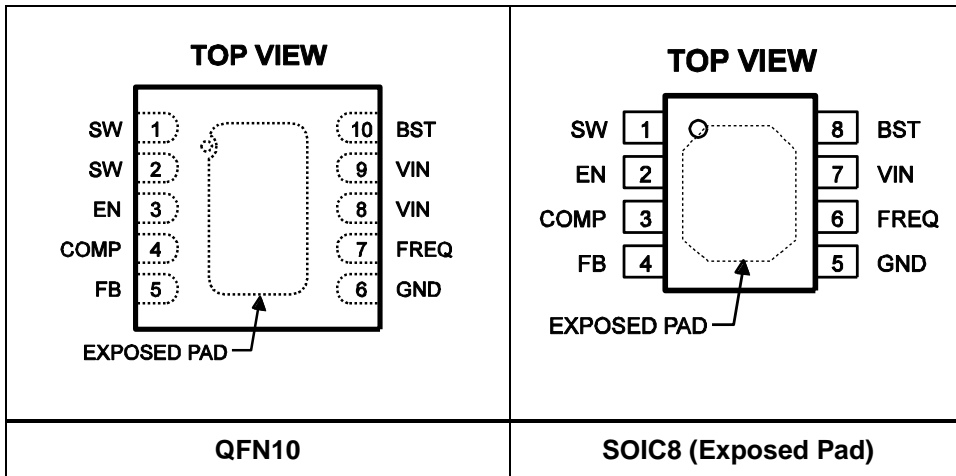 TOP VIEW
SW 1 10 BST
SW 2 9 VIN
EN 3 8 VIN
COMP 4 7 FREQ
FB 5 6 GND
EXPOSED PAD
QFN10
TOP VIEW
SW 1 8 BST
EN 2 7 VIN
COMP 3 6 FREQ
FB 4 5 GND
EXPOSED PAD
SOIC8 (Exposed Pad)